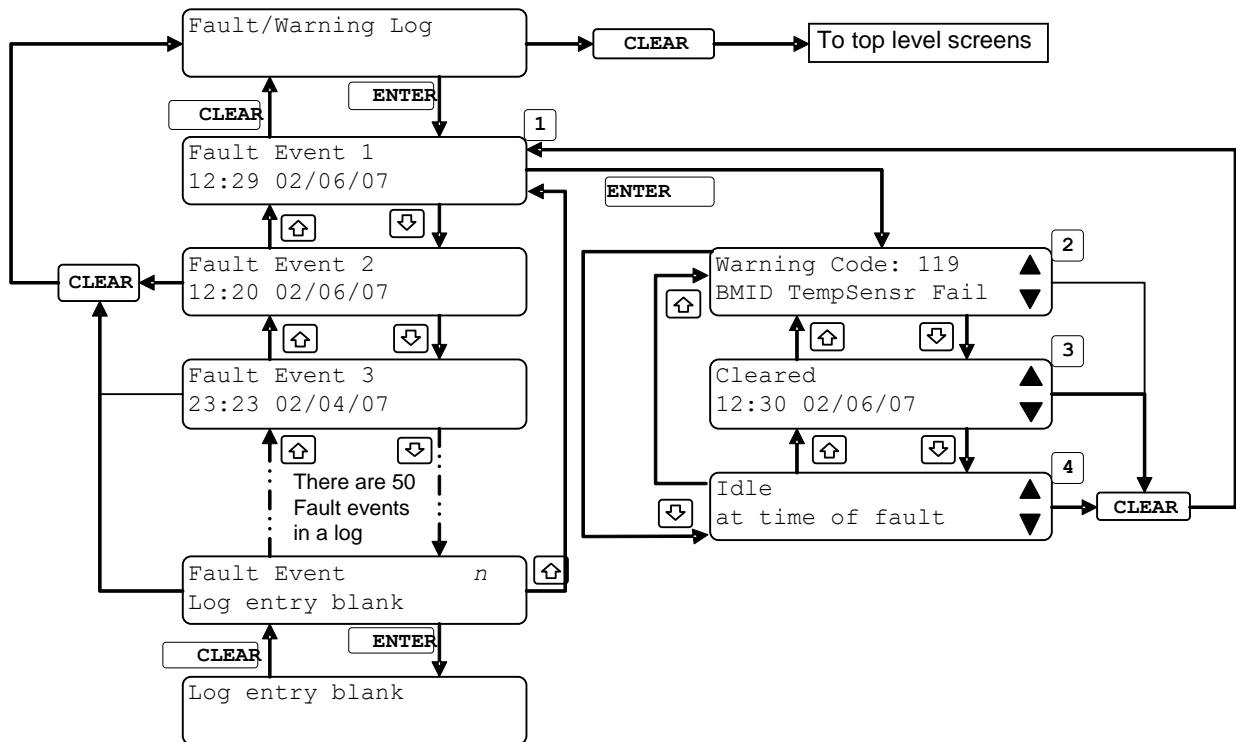 Fault/Warning Log
CLEAR
To top level screens
CLEAR
ENTER
1
Fault Event 1
12:29 02/06/07
ENTER
Fault Event 2
12:20 02/06/07
CLEAR
Fault Event 3
23:23 02/04/07
There are 50
Fault events
in a log
Fault Event n
Log entry blank
CLEAR
ENTER
Log entry blank
2
Warning Code: 119
BMID TempSensr Fail
3
Cleared
12:30 02/06/07
4
Idle
at time of fault
CLEAR